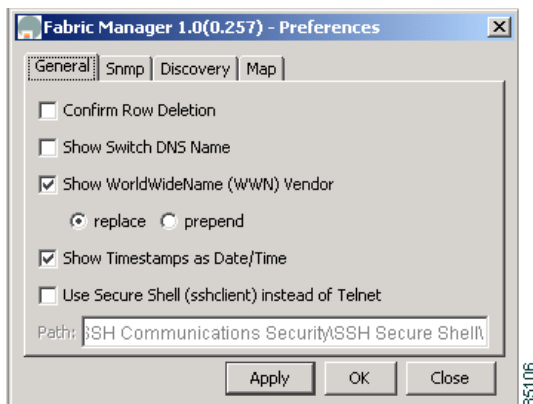 Fabric Manager 1.0(0.257) - Preferences
General Snmp Discovery Map
Confirm Row Deletion
Show Switch DNS Name
Show WorldWideName (WWN) Vendor
replace prepend
Show Timestamps as Date/Time
Use Secure Shell (sshclient) instead of Telnet
Path: SSH Communications Security\SSH Secure Shell\
Apply OK Close